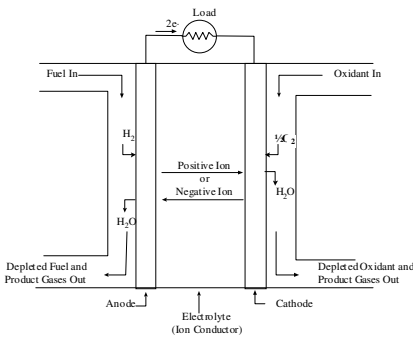 Load
2e-
Fuel In
Oxidant In
H2
½O2
Positive Ion
or
Negative Ion
H2O
H2O
Depleted Fuel and
Product Gases Out
Depleted Oxidant and
Product Gases Out
Anode
Cathode
Electrolyte
(Ion Conductor)